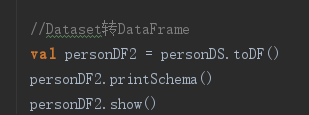 //Dataset转DataFrame
val personDF2 = personDS.toDF()
personDF2.printSchema()
personDF2.show()